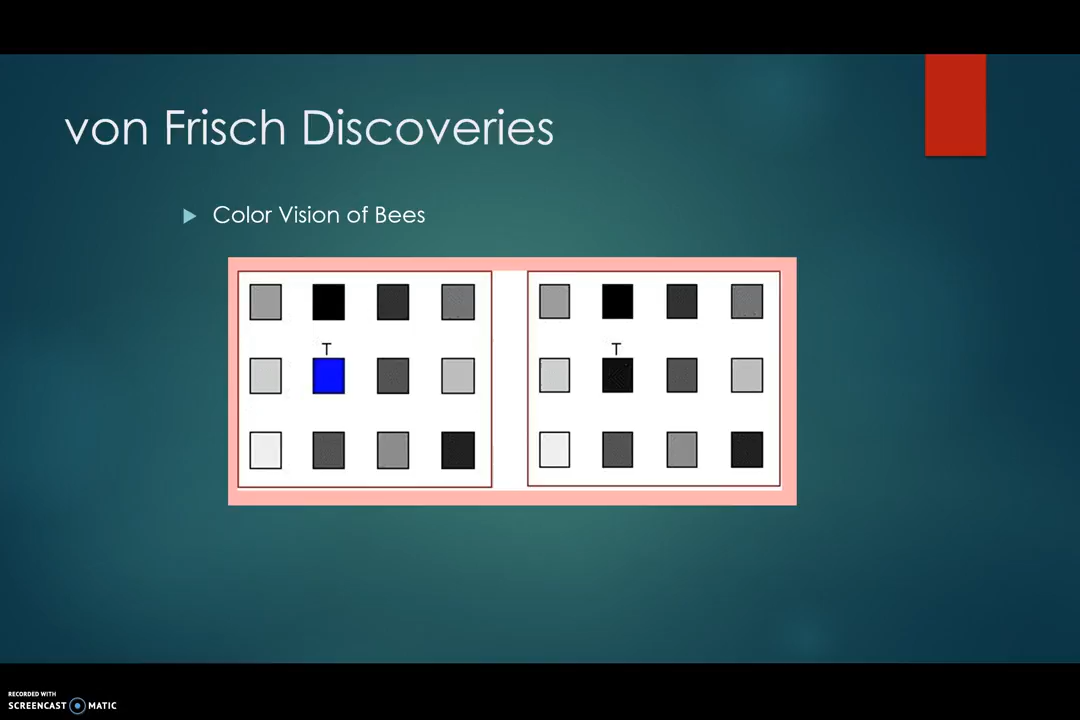 von Frisch Discoveries
Color Vision of Bees
T
T
RECORDED WITH
SCREENCAST MATIC